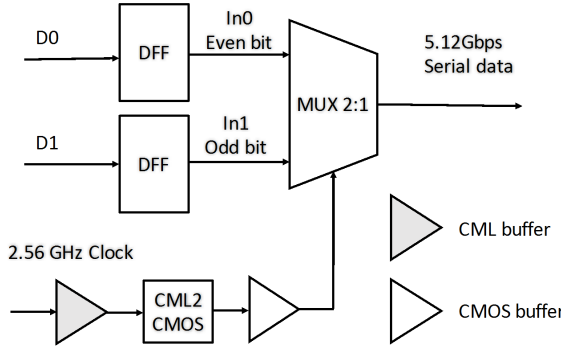 D0
DFF
In0
Even bit
5.12Gbps
Serial data
MUX 2:1
D1
DFF
In1
Odd bit
2.56 GHz Clock
CML2
CMOS
CML buffer
CMOS buffer